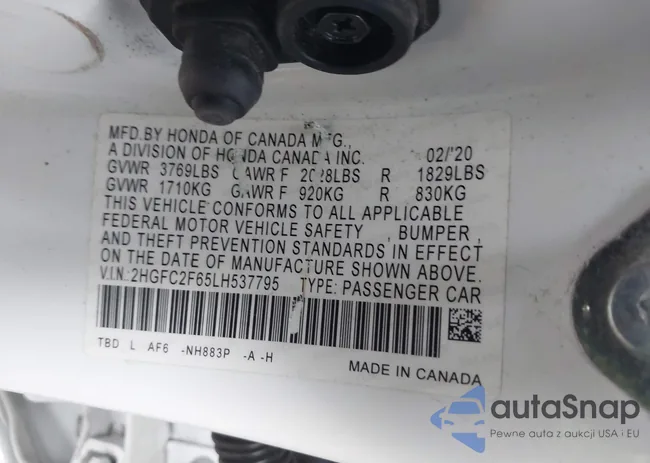 MFD.BY HONDA OF CANADA MFG.,
A DIVISION OF HONDA CANADA INC. 02/'20
GVWR 3769LBS GAWR F 2028LBS R 1829LBS
GVWR 1710KG GAWR F 920KG R 830KG
THIS VEHICLE CONFORMS TO ALL APPLICABLE
FEDERAL MOTOR VEHICLE SAFETY , BUMPER,
AND THEFT PREVENTION STANDARDS IN EFFECT
ON THE DATE OF MANUFACTURE SHOWN ABOVE.
V.I.N.:2HGFC2F65LH537795 TYPE: PASSENGER CAR
TBD L AF6 -NH883P -A -H
MADE IN CANADA
autaSnap
Pewne auta z aukcji USA i EU